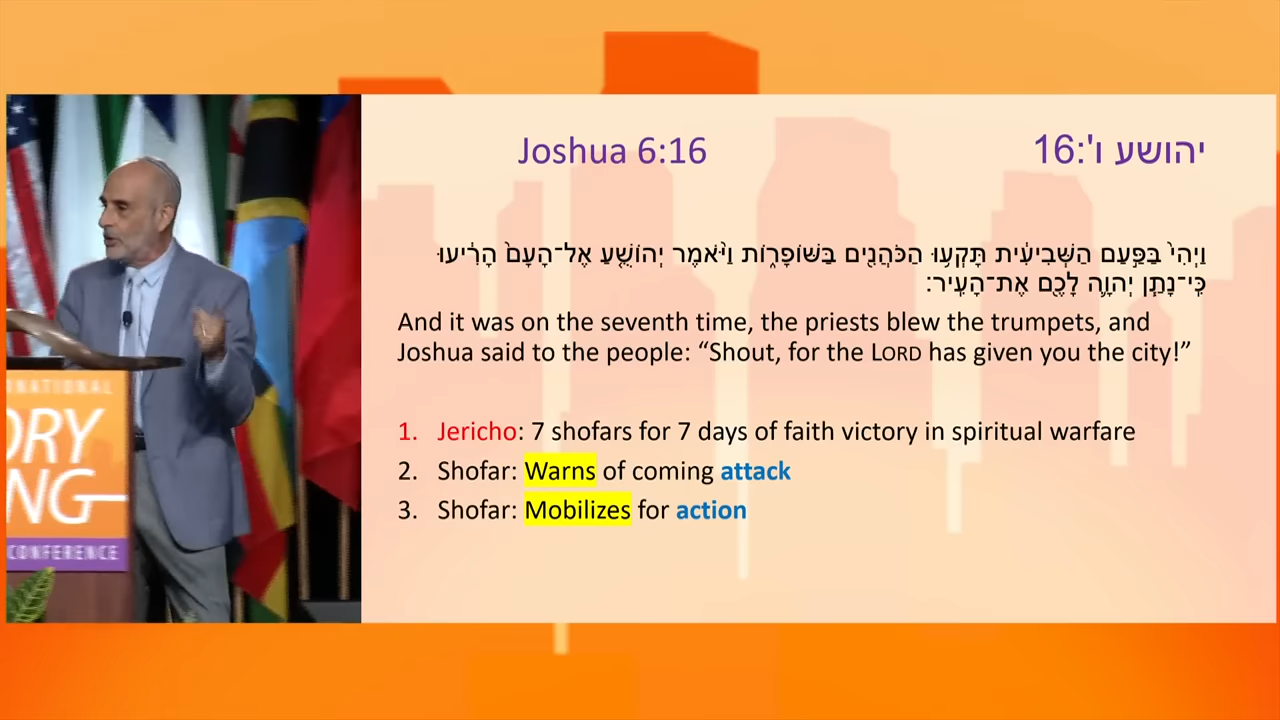 Joshua 6:16
יהושע ו':16
וַיְהִי֙ בַּפַּ֣עַם הַשְּׁבִיעִ֔ית תָּקְע֥וּ הַכֹּהֲנִ֖ים בַּשּׁוֹפָר֑וֹת וַיֹּ֨אמֶר יְהוֹשֻׁ֤עַ אֶל־הָעָם֙ הָרִ֔יעוּ
כִּֽי־נָתַ֧ן יְהוָ֛ה לָכֶ֖ם אֶת־הָעִֽיר׃
And it was on the seventh time, the priests blew the trumpets, and
Joshua said to the people: “Shout, for the LORD has given you the city!”
1. Jericho: 7 shofars for 7 days of faith victory in spiritual warfare
2. Shofar: Warns of coming attack
3. Shofar: Mobilizes for action
CONFERENCE